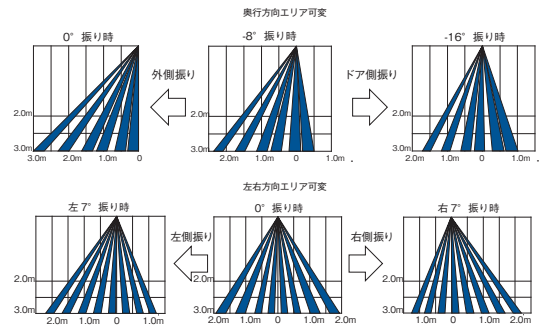 奥行方向エリア可変
0° 振り時
-8° 振り時
-16° 振り時
外側振り
ドア側振り
2.0m
3.0m
3.0m 2.0m 1.0m 0
2.0m
3.0m
2.0m 1.0m 0 1.0m
2.0m
3.0m
2.0m 1.0m 0 1.0m
左右方向エリア可変
左7° 振り時
0° 振り時
右7° 振り時
左側振り
右側振り
2.0m
3.0m
2.0m 1.0m 0 1.0m
2.0m
3.0m
2.0m 1.0m 0 1.0m 2.0m
2.0m
3.0m
1.0m 0 1.0m 2.0m